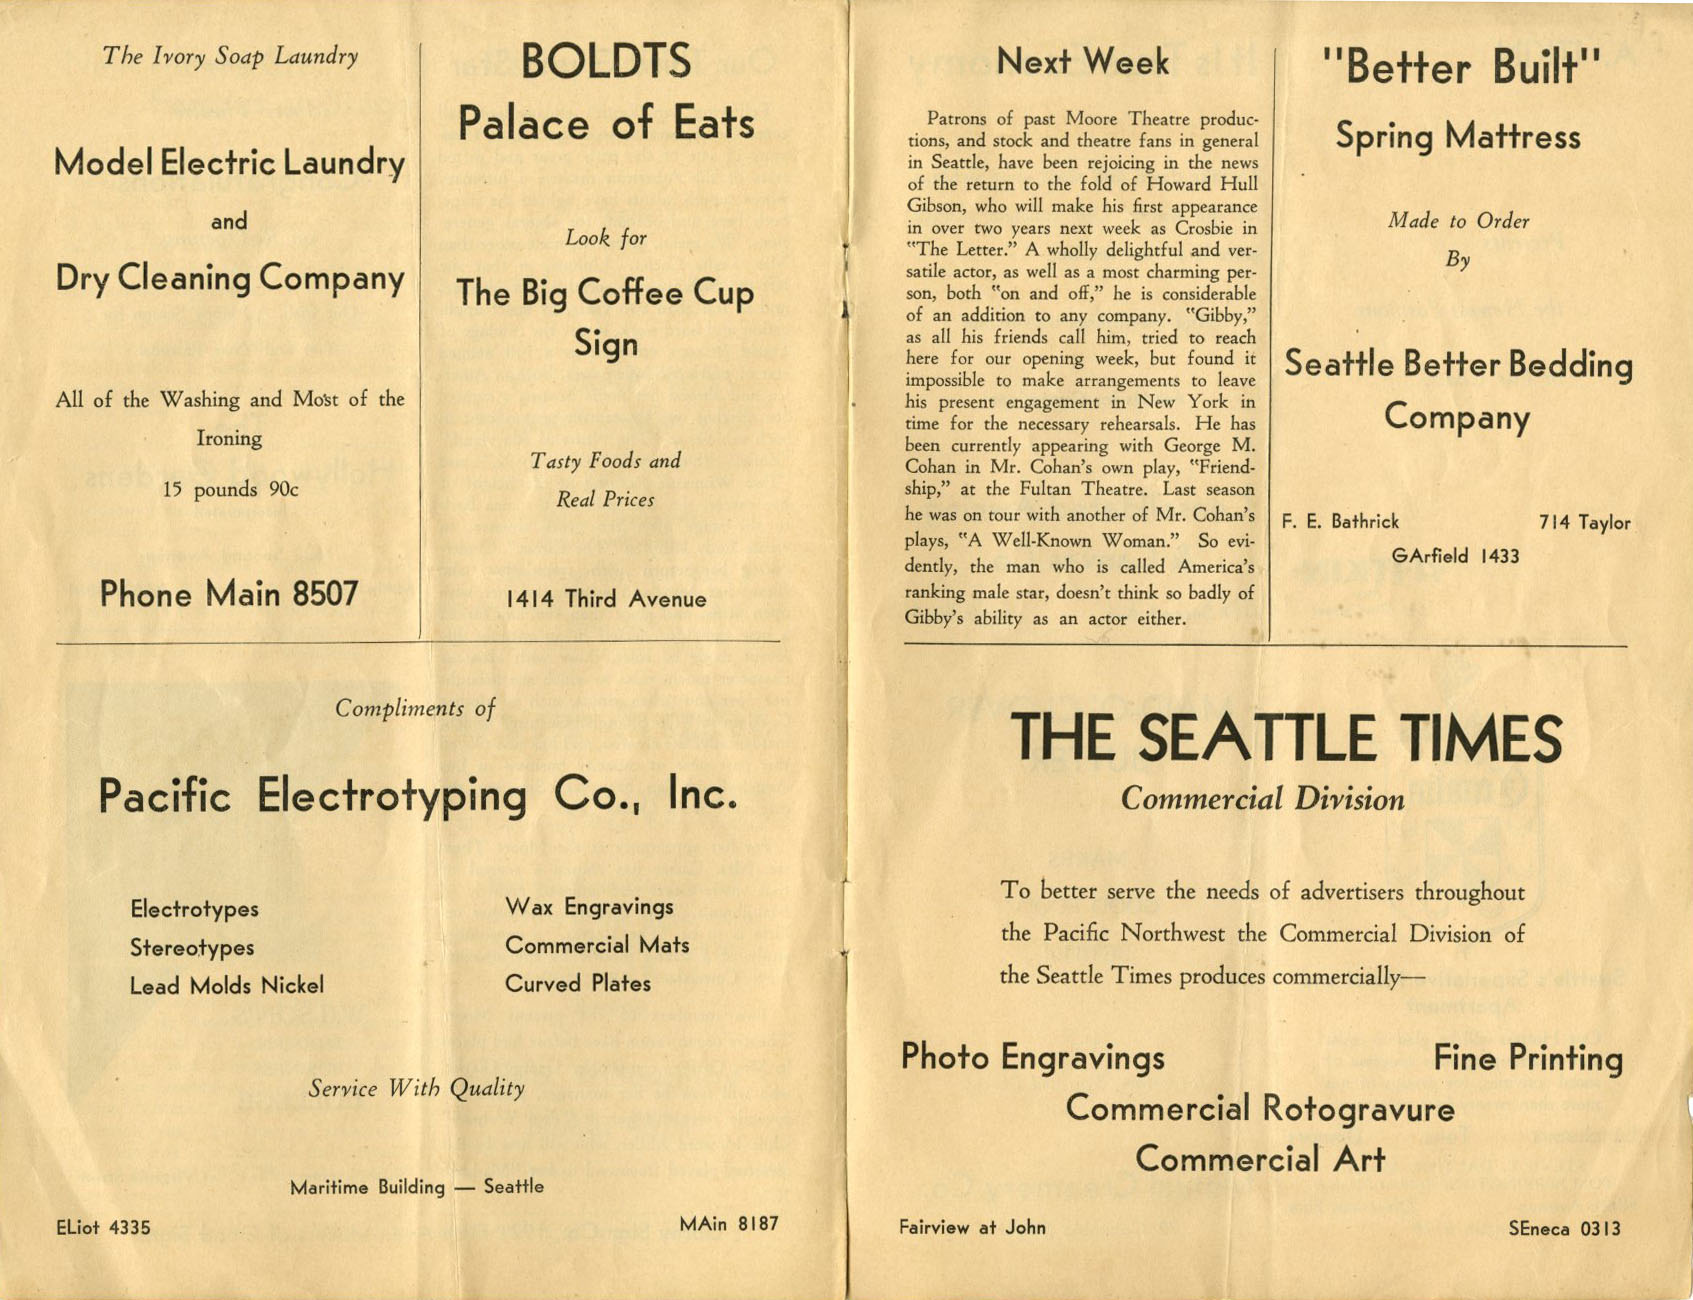 The Ivory Soap Laundry
Model Electric Laundry
and
Dry Cleaning Company
All of the Washing and Most of the
Ironing
15 pounds 90c
Phone Main 8507
BOLDTS
Palace of Eats
Look for
The Big Coffee Cup
Sign
Tasty Foods and
Real Prices
1414 Third Avenue
Compliments of
Pacific Electrotyping Co., Inc.
Electrotypes
Stereotypes
Lead Molds Nickel
Wax Engravings
Commercial Mats
Curved Plates
Service With Quality
Maritime Building — Seattle
ELiot 4335
MAin 8187
Next Week
Patrons of past Moore Theatre produc-
tions, and stock and theatre fans in general
in Seattle, have been rejoicing in the news
of the return to the fold of Howard Hull
Gibson, who will make his first appearance
in over two years next week as Crosbie in
"The Letter." A wholly delightful and ver-
satile actor, as well as a most charming per-
son, both "on and off," he is considerable
of an addition to any company. "Gibby,"
as all his friends call him, tried to reach
here for our opening week, but found it
impossible to make arrangements to leave
his present engagement in New York in
time for the necessary rehearsals. He has
been currently appearing with George M.
Cohan in Mr. Cohan's own play, "Friend-
ship," at the Fultan Theatre. Last season
he was on tour with another of Mr. Cohan's
plays, "A Well-Known Woman." So evi-
dently, the man who is called America's
ranking male star, doesn't think so badly of
Gibby's ability as an actor either.
"Better Built"
Spring Mattress
Made to Order
By
Seattle Better Bedding
Company
F. E. Bathrick 714 Taylor
GArfield 1433
THE SEATTLE TIMES
Commercial Division
To better serve the needs of advertisers throughout
the Pacific Northwest the Commercial Division of
the Seattle Times produces commercially—
Photo Engravings Fine Printing
Commercial Rotogravure
Commercial Art
Fairview at John SEneca 0313